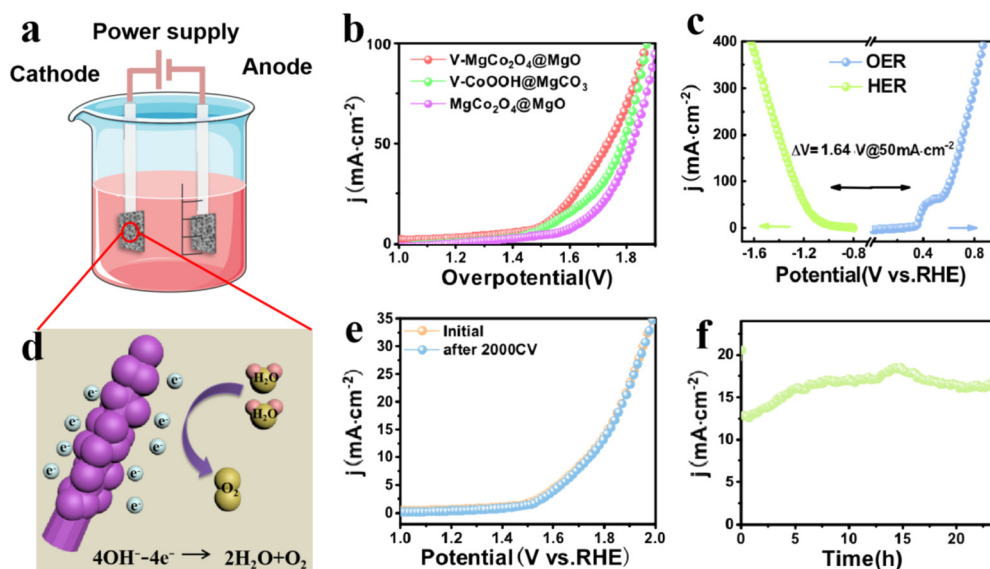 a
Power supply
Cathode
Anode
b
100
50
0
j (mA·cm⁻²)
V-MgCo₂O₄@MgO
V-CoOOH@MgCO₃
MgCo₂O₄@MgO
1.0 1.2 1.4 1.6 1.8
Overpotential(V)
c
400
300
200
100
0
j (mA·cm⁻²)
OER
HER
ΔV=1.64 V@50mA·cm⁻²
-1.6 -1.2 -0.8 0.4 0.8
Potential(V vs.RHE)
d
e⁻
e⁻
e⁻
e⁻
e⁻
e⁻
e⁻
e⁻
e⁻
H₂O
H₂O
O₂
4OH⁻-4e⁻ → 2H₂O+O₂
e
35
30
25
20
15
10
5
0
j (mA·cm⁻²)
Initial
after 2000CV
1.0 1.2 1.4 1.6 1.8 2.0
Potential(V vs.RHE)
f
25
20
15
10
5
0
j (mA·cm⁻²)
0 5 10 15 20
Time(h)